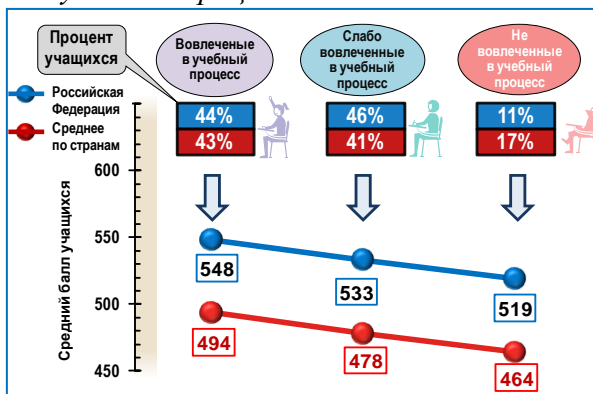 Процент
учащихся
Вовлеченые
в учебный
процесс
Слабо
вовлеченные
в учебный
процесс
Не
вовлеченные
в учебный
процесс
Российская
Федерация
Среднее
по странам
44%
46%
11%
43%
41%
17%
Средний балл учащихся
600
550
500
450
548
533
519
494
478
464